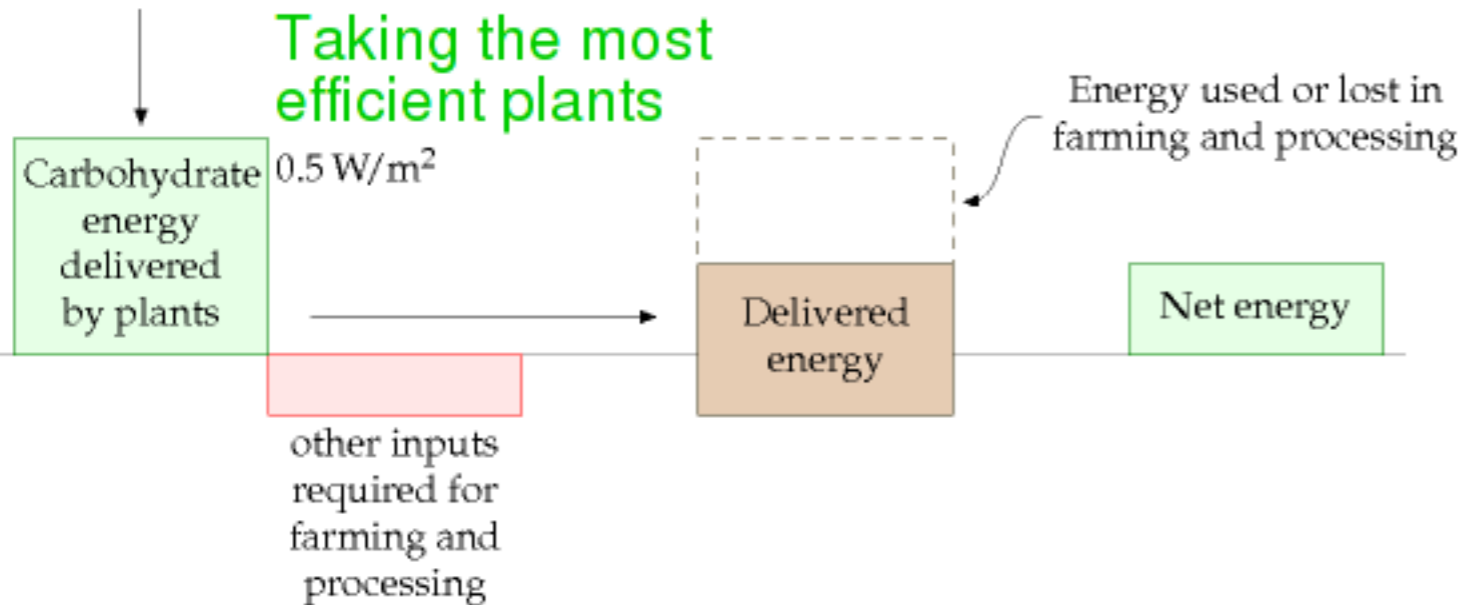 Taking the most
efficient plants
Energy used or lost in
farming and processing
Carbohydrate
energy
delivered
by plants
0.5 W/m²
Delivered
energy
Net energy
other inputs
required for
farming and
processing